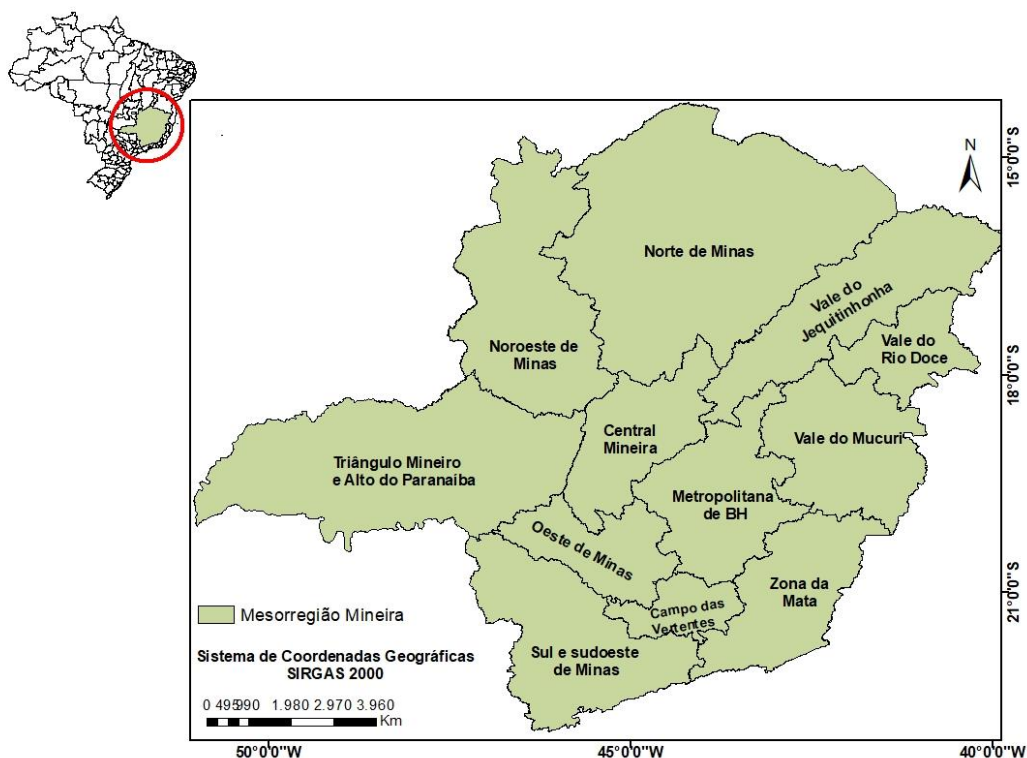 N
15°0'0"S
Norte de Minas
Vale do
Jequitinhonha
Noroeste de
Minas
Vale do
Rio Doce
18°0'0"S
Central
Mineira
Vale do Mucuri
Triângulo Mineiro
e Alto do Paranaiba
Metropolitana
de BH
Oeste de Minas
Zona da
Mata
21°0'0"S
Campo das
Vertentes
Mesorregião Mineira
Sul e sudoeste
de Minas
Sistema de Coordenadas Geográficas
SIRGAS 2000
0 495990 1.980 2.970 3.960
Km
50°0'0"W 45°0'0"W 40°0'0"W